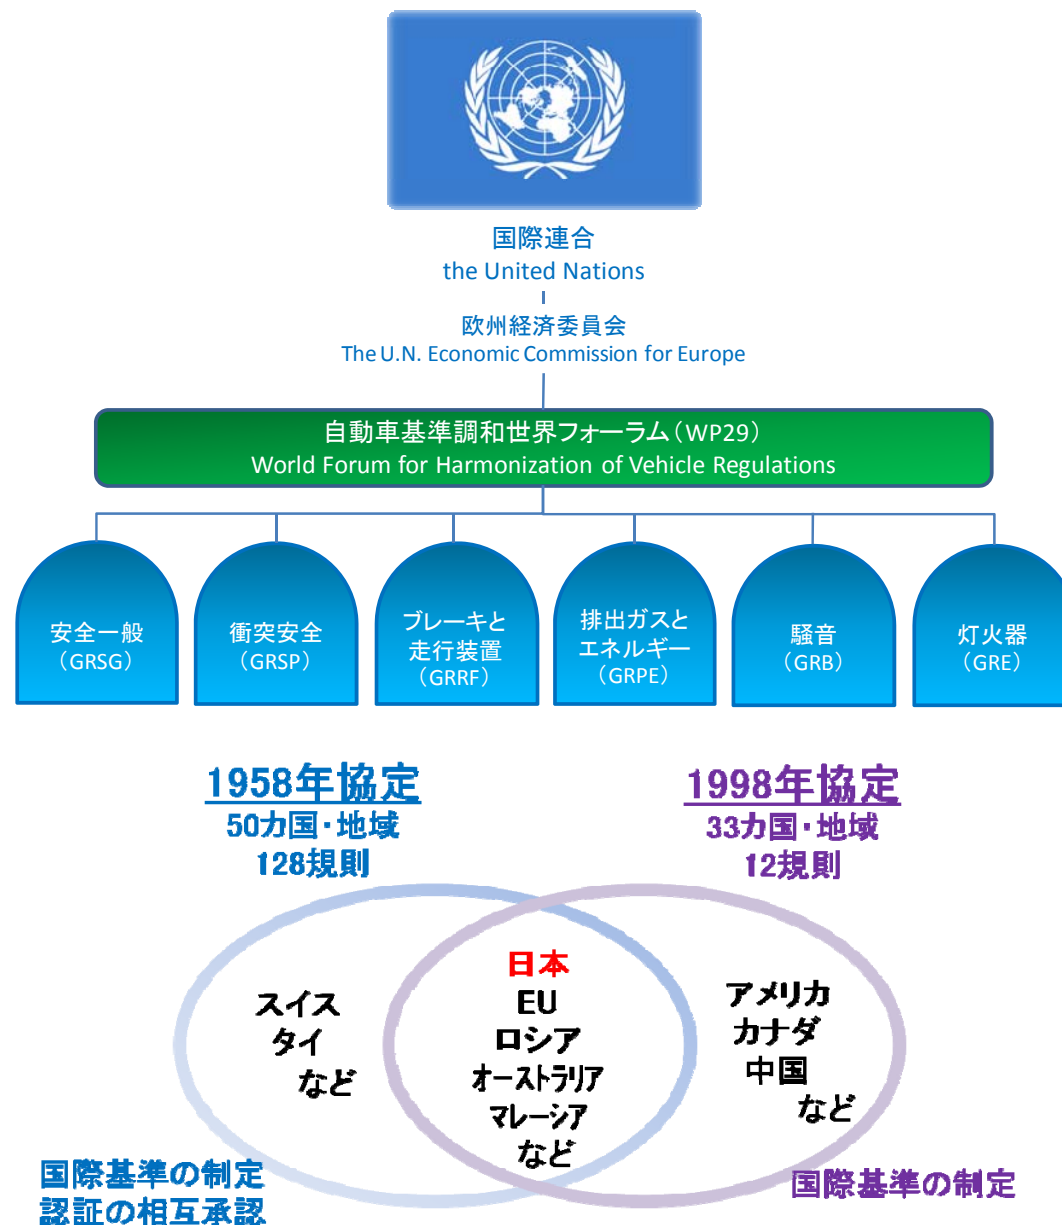 国際連合
the United Nations
欧州経済委員会
The U.N. Economic Commission for Europe
自動車基準調和世界フォーラム(WP29)
World Forum for Harmonization of Vehicle Regulations
安全一般
(GRSG)
衝突安全
(GRSP)
ブレーキと
走行装置
(GRRF)
排出ガスと
エネルギー
(GRPE)
騒音
(GRB)
灯火器
(GRE)
1958年協定
50カ国・地域
128規則
1998年協定
33カ国・地域
12規則
スイス
タイ
など
日本
EU
ロシア
オーストラリア
マレーシア
など
アメリカ
カナダ
中国
など
国際基準の制定
認証の相互承認
国際基準の制定